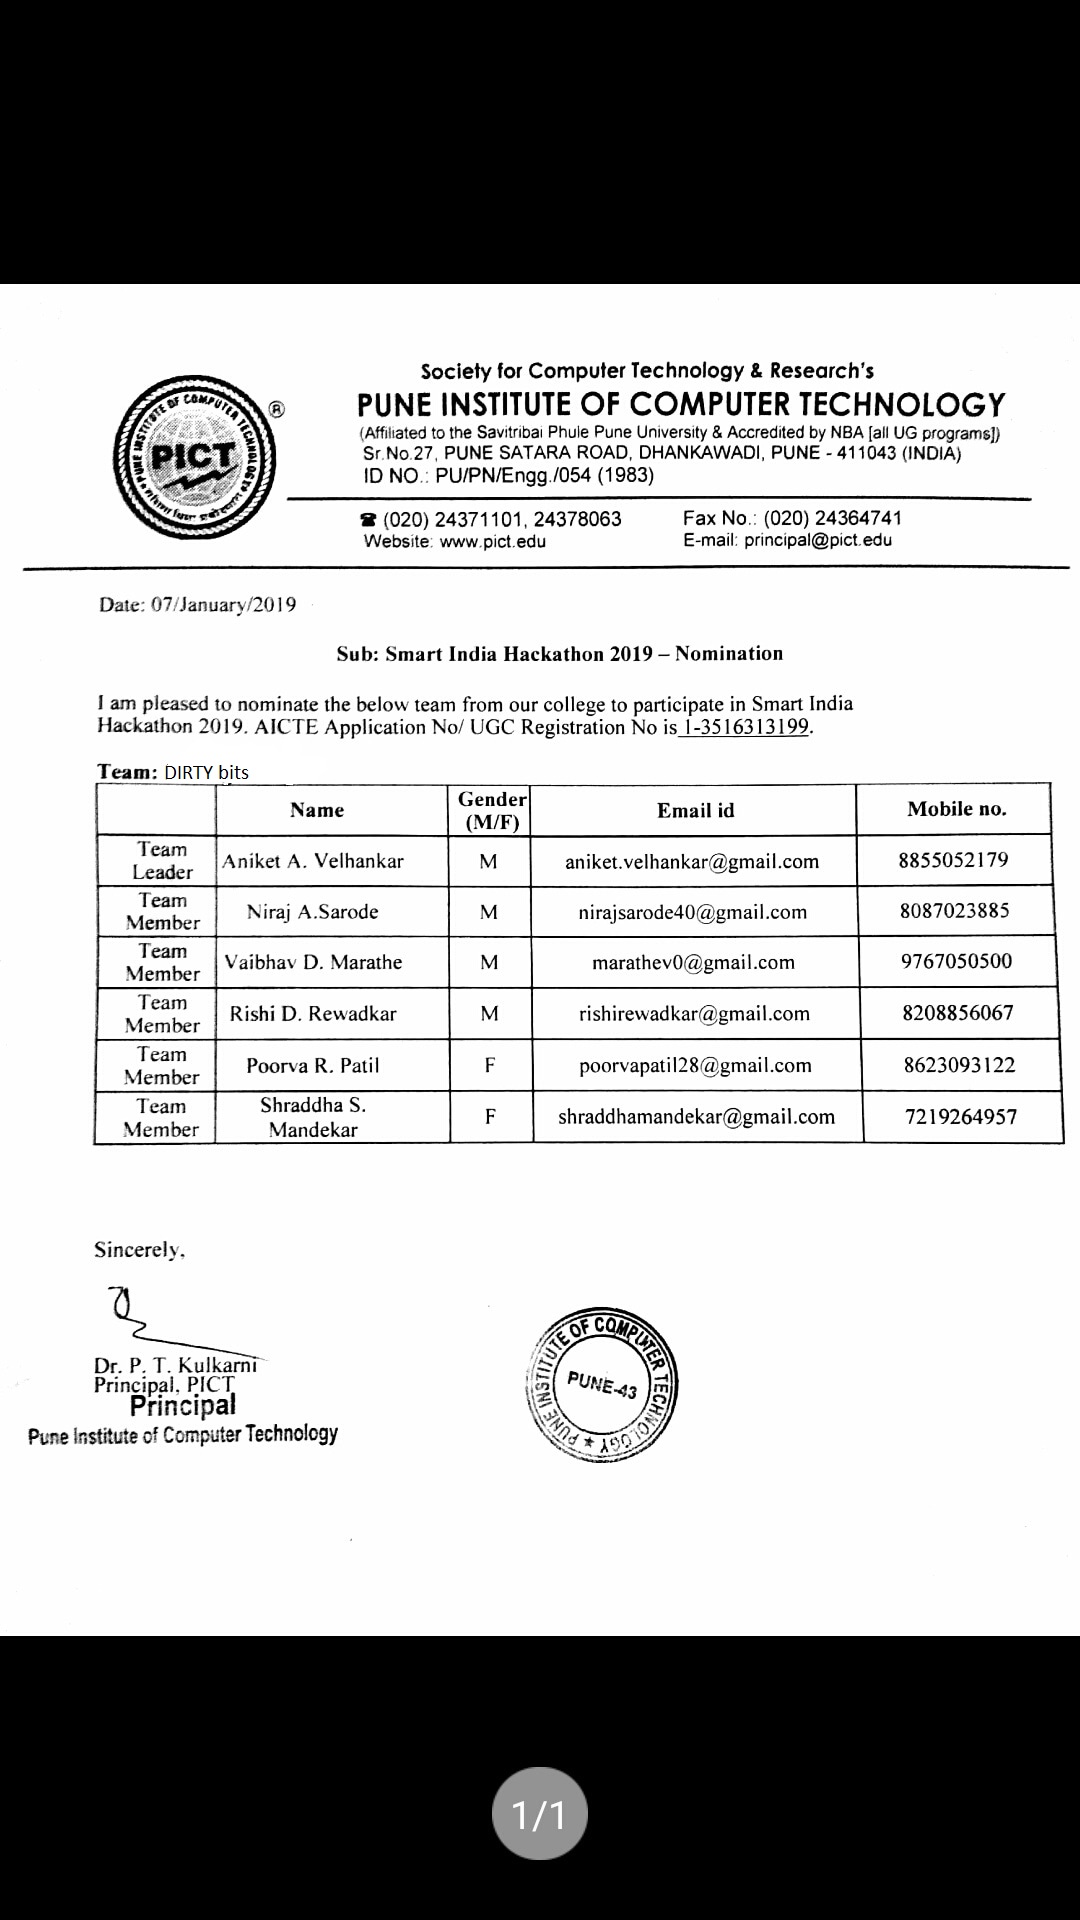 Society for Computer Technology & Research's
PUNE INSTITUTE OF COMPUTER TECHNOLOGY
(Affiliated to the Savitribai Phule Pune University & Accredited by NBA [all UG programs])
Sr.No.27, PUNE SATARA ROAD, DHANKAWADI, PUNE - 411043 (INDIA)
ID NO.: PU/PN/Engg./054 (1983)
PUNE INSTITUTE OF COMPUTER TECHNOLOGY
PICT
®
☎ (020) 24371101, 24378063 Fax No.: (020) 24364741
Website: www.pict.edu E-mail: principal@pict.edu
Date: 07/January/2019
Sub: Smart India Hackathon 2019 – Nomination
I am pleased to nominate the below team from our college to participate in Smart India
Hackathon 2019. AICTE Application No/ UGC Registration No is 1-3516313199.
Team: DIRTY bits
Name Gender (M/F) Email id Mobile no.
Team Leader Aniket A. Velhankar M aniket.velhankar@gmail.com 8855052179
Team Member Niraj A.Sarode M nirajsarode40@gmail.com 8087023885
Team Member Vaibhav D. Marathe M marathev0@gmail.com 9767050500
Team Member Rishi D. Rewadkar M rishirewadkar@gmail.com 8208856067
Team Member Poorva R. Patil F poorvapatil28@gmail.com 8623093122
Team Member Shraddha S. Mandekar F shraddhamandekar@gmail.com 7219264957
Sincerely,
Dr. P. T. Kulkarni
Principal, PICT
Principal
Pune Institute of Computer Technology
PUNE INSTITUTE OF COMPUTER TECHNOLOGY
PUNE-43
1/1